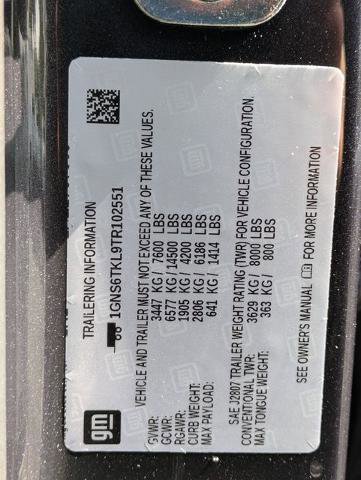 TRAILERING INFORMATION
gm
66 1GNS6TKL9TR102551
VEHICLE AND TRAILER MUST NOT EXCEED ANY OF THESE VALUES.
GVWR: 3447 KG / 7600 LBS
GCWR: 6577 KG / 14500 LBS
RGAWR: 1905 KG / 4200 LBS
CURB WEIGHT: 2806 KG / 6186 LBS
MAX PAYLOAD: 641 KG / 1414 LBS
SAE J2807 TRAILER WEIGHT RATING (TWR) FOR VEHICLE CONFIGURATION.
CONVENTIONAL TWR: 3629 KG / 8000 LBS
MAX TONGUE WEIGHT: 363 KG / 800 LBS
SEE OWNER'S MANUAL FOR MORE INFORMATION